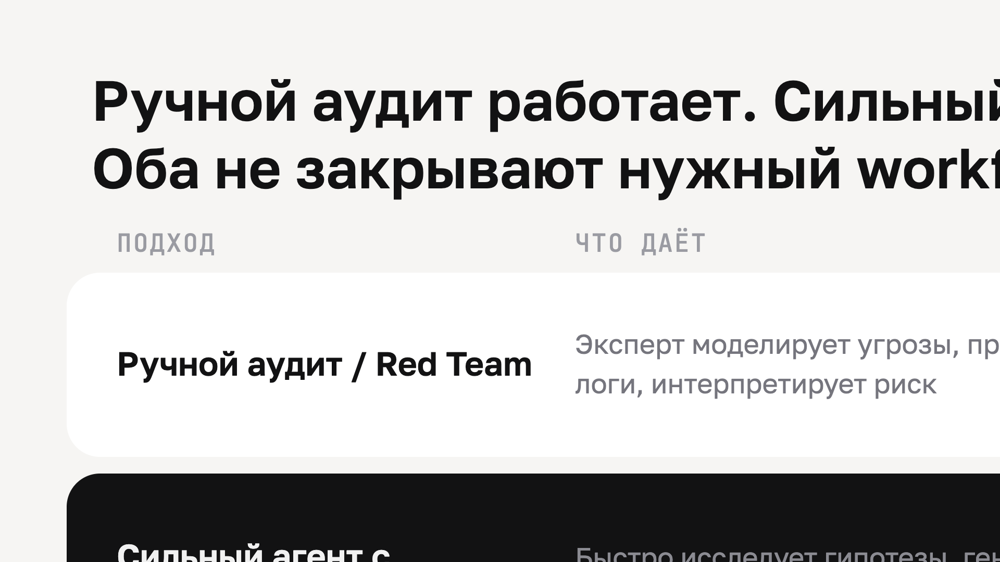 Ручной аудит работает. Сильный
Оба не закрывают нужный workf
ПОДХОД
ЧТО ДАЁТ
Ручной аудит / Red Team
Эксперт моделирует угрозы, пр
логи, интерпретирует риск
Сильный агент с
Быстро исследует гипотезы, ген